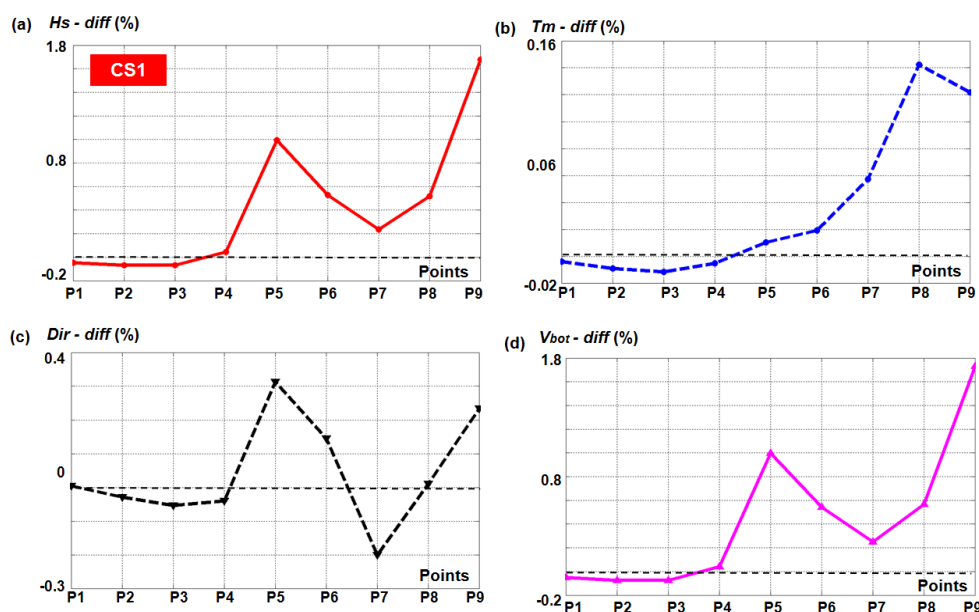 (a) Hs - diff (%)
1.8
CS1
0.8
-0.2
Points
P1 P2 P3 P4 P5 P6 P7 P8 P9
(b) Tm - diff (%)
0.16
0.06
-0.02
Points
P1 P2 P3 P4 P5 P6 P7 P8 P9
(c) Dir - diff (%)
0.4
0
-0.3
Points
P1 P2 P3 P4 P5 P6 P7 P8 P9
(d) Vbot - diff (%)
1.8
0.8
-0.2
Points
P1 P2 P3 P4 P5 P6 P7 P8 P9